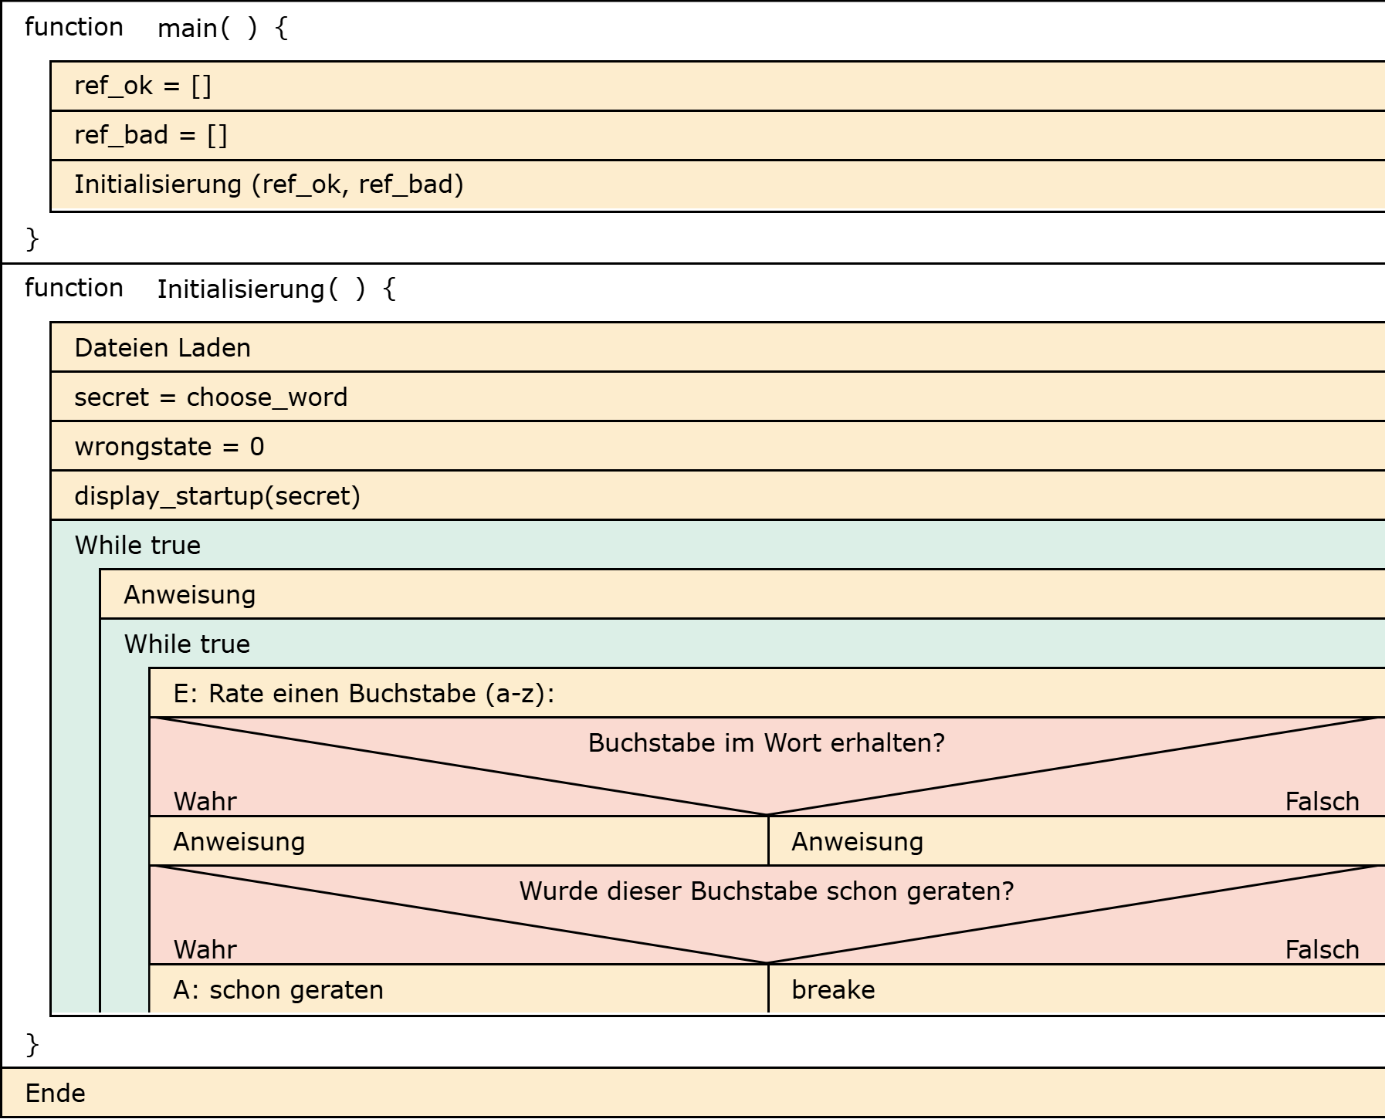 function main( ) {
ref_ok = []
ref_bad = []
Initialisierung (ref_ok, ref_bad)
}
function Initialisierung( ) {
Dateien Laden
secret = choose_word
wrongstate = 0
display_startup(secret)
While true
Anweisung
While true
E: Rate einen Buchstabe (a-z):
Buchstabe im Wort erhalten?
Wahr Falsch
Anweisung Anweisung
Wurde dieser Buchstabe schon geraten?
Wahr Falsch
A: schon geraten breake
}
Ende